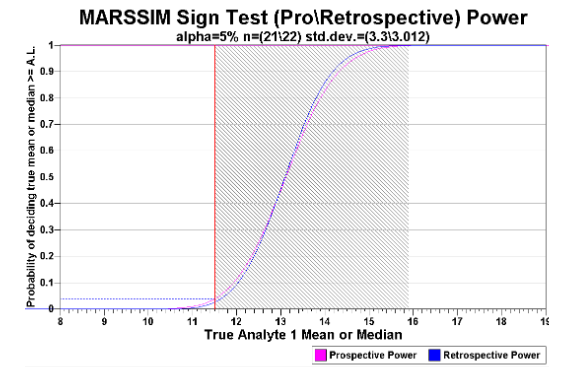 MARSSIM Sign Test (Pro\Retrospective) Power
alpha=5% n=(21\22) std.dev.=(3.3\3.012)
Probability of deciding true mean or median >= A.L.
1
0.9
0.8
0.7
0.6
0.5
0.4
0.3
0.2
0.1
0
8 9 10 11 12 13 14 15 16 17 18 19
True Analyte 1 Mean or Median
Prospective Power Retrospective Power